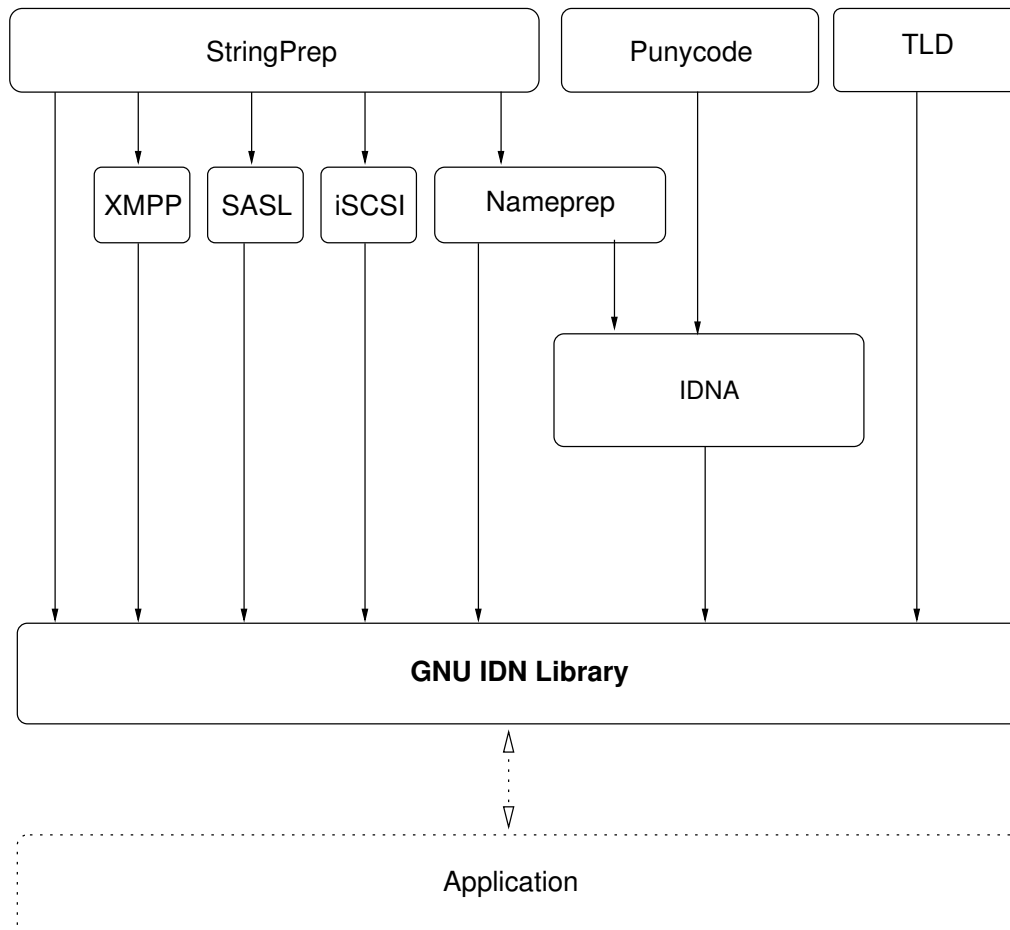 StringPrep
Punycode
TLD
XMPP
SASL
iSCSI
Nameprep
IDNA
GNU IDN Library
Application